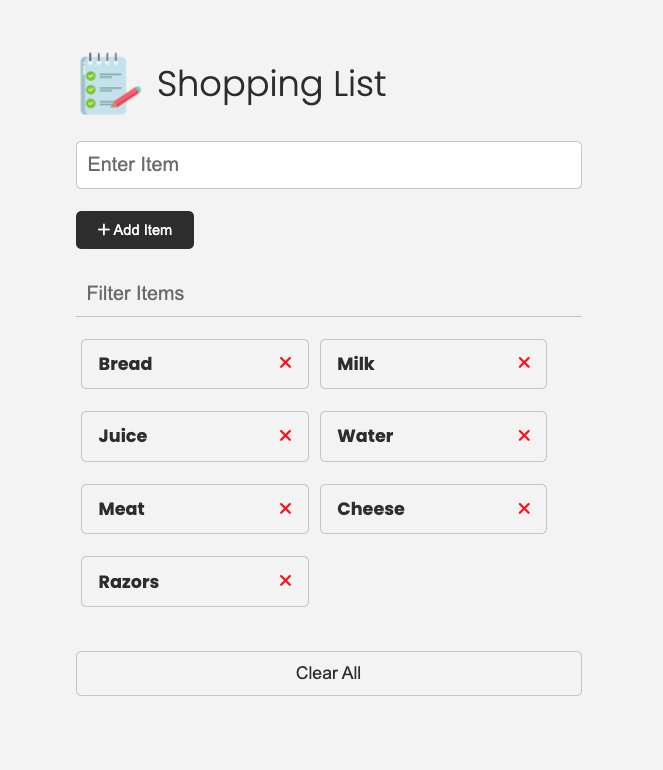 Shopping List
Enter Item
+ Add Item
Filter Items
Bread
Milk
Juice
Water
Meat
Cheese
Razors
Clear All